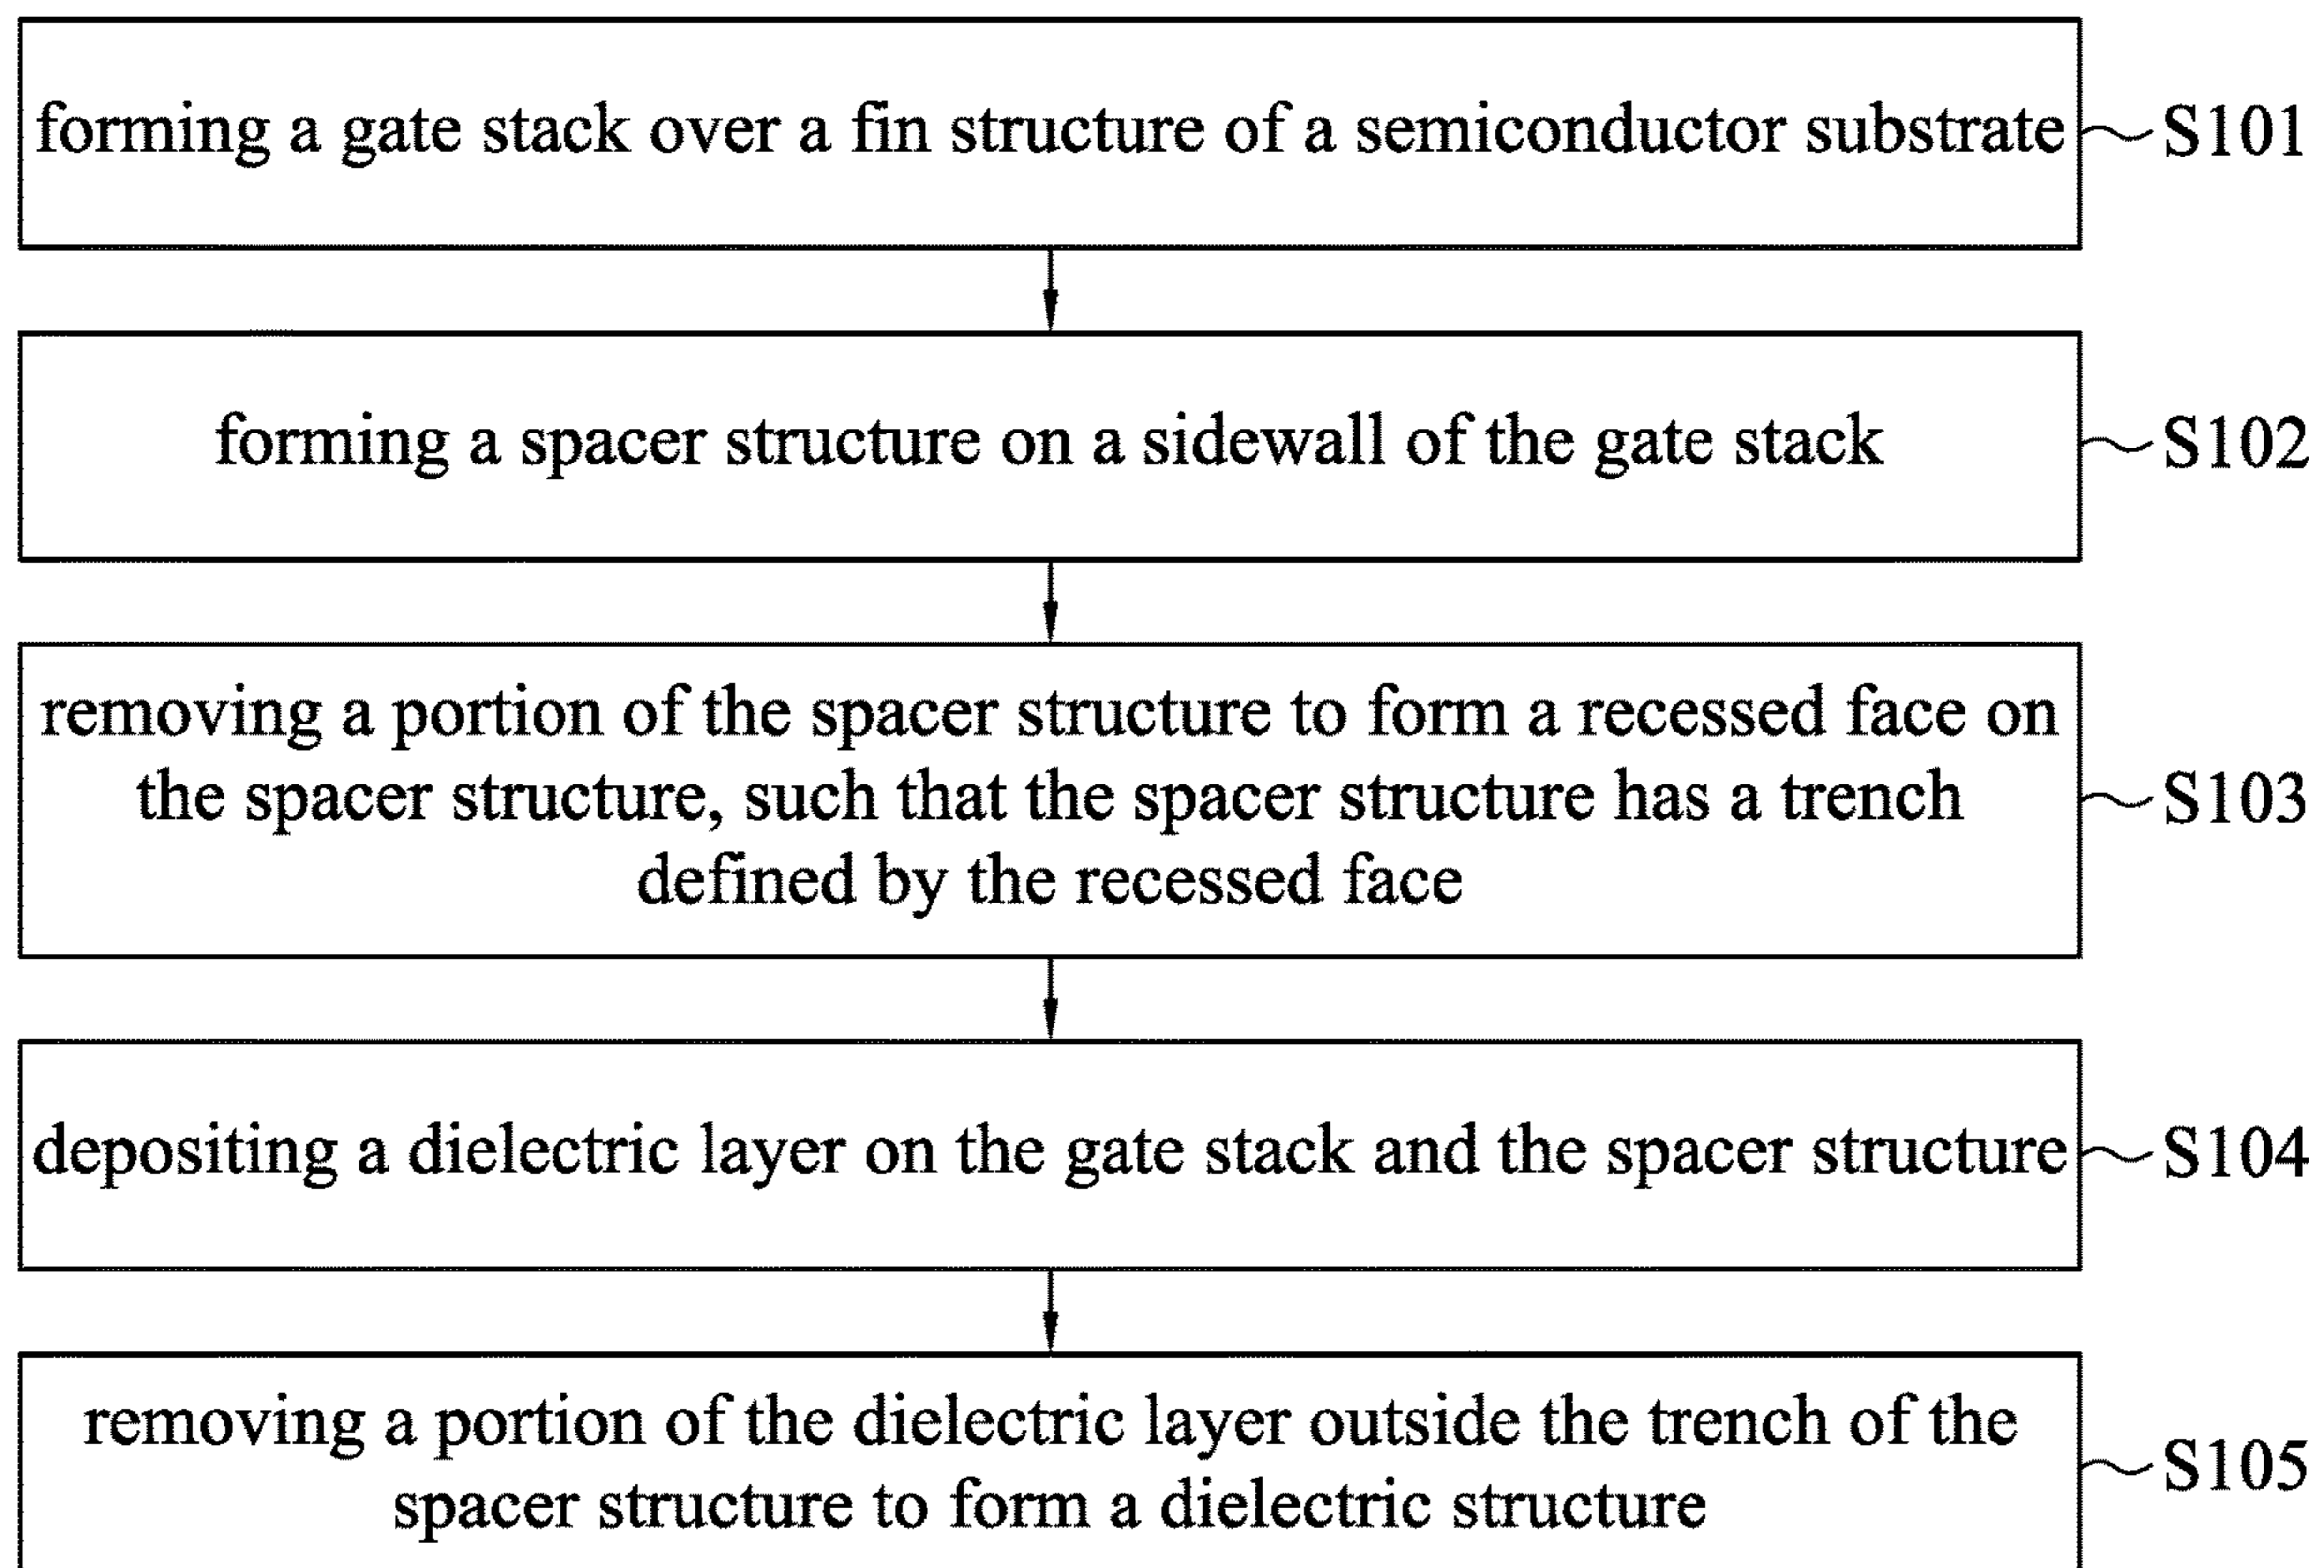 forming a gate stack over a fin structure of a semiconductor substrate
S101
forming a spacer structure on a sidewall of the gate stack
S102
removing a portion of the spacer structure to form a recessed face on
the spacer structure, such that the spacer structure has a trench
defined by the recessed face
S103
depositing a dielectric layer on the gate stack and the spacer structure
S104
removing a portion of the dielectric layer outside the trench of the
spacer structure to form a dielectric structure
S105